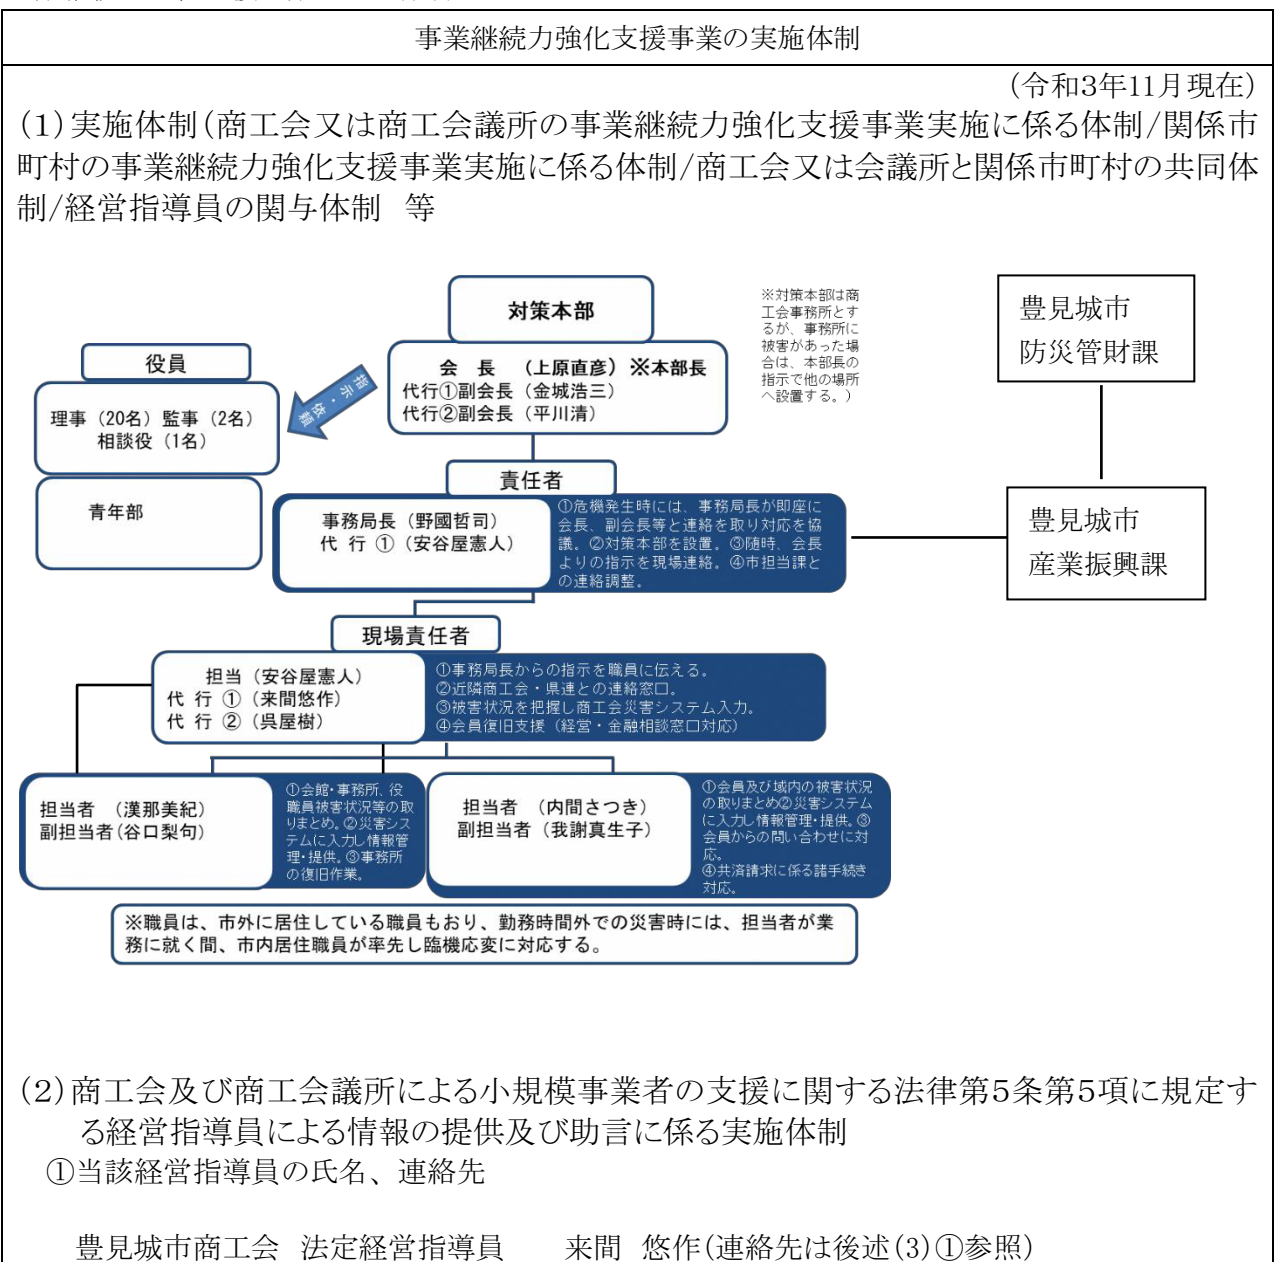 事業継続力強化支援事業の実施体制
(令和3年11月現在)
(1)実施体制(商工会又は商工会議所の事業継続力強化支援事業実施に係る体制/関係市
町村の事業継続力強化支援事業実施に係る体制/商工会又は会議所と関係市町村の共同体
制/経営指導員の関与体制 等
対策本部
会 長 (上原直彦)※本部長
代行①副会長(金城浩三)
代行②副会長(平川清)
※対策本部は商
工会事務所とす
るが、事務所に
被害があった場
合は、本部長の
指示で他の場所
へ設置する。)
豊見城市
防災管財課
役員
理事(20名)監事(2名)
相談役(1名)
指示・依頼
青年部
責任者
事務局長(野國哲司)
代 行 ①(安谷屋憲人)
①危機発生時には、事務局長が即座に
会長、副会長等と連絡を取り対応を協
議。②対策本部を設置。③随時、会長
よりの指示を現場連絡。④市担当課と
の連絡調整。
豊見城市
産業振興課
現場責任者
担当(安谷屋憲人)
代 行 ①(来間悠作)
代 行 ②(呉屋樹)
①事務局長からの指示を職員に伝える。
②近隣商工会・県連との連絡窓口。
③被害状況を把握し商工会災害システム入力。
④会員復旧支援(経営・金融相談窓口対応)
担当者 (漢那美紀)
副担当者(谷口梨句)
①会館・事務所、役
職員被害状況等の取
りまとめ。②災害シス
テムに入力し情報管
理・提供。③事務所
の復旧作業。
担当者 (内間さつき)
副担当者(我謝真生子)
①会員及び域内の被害状況
の取りまとめ②災害システム
に入力し情報管理・提供。③
会員からの問い合わせに対
応。
④共済請求に係る諸手続き
対応。
※職員は、市外に居住している職員もおり、勤務時間外での災害時には、担当者が業
務に就く間、市内居住職員が率先し臨機応変に対応する。
(2)商工会及び商工会議所による小規模事業者の支援に関する法律第5条第5項に規定す
る経営指導員による情報の提供及び助言に係る実施体制
①当該経営指導員の氏名、連絡先
豊見城市商工会 法定経営指導員 来間 悠作(連絡先は後述(3)①参照)